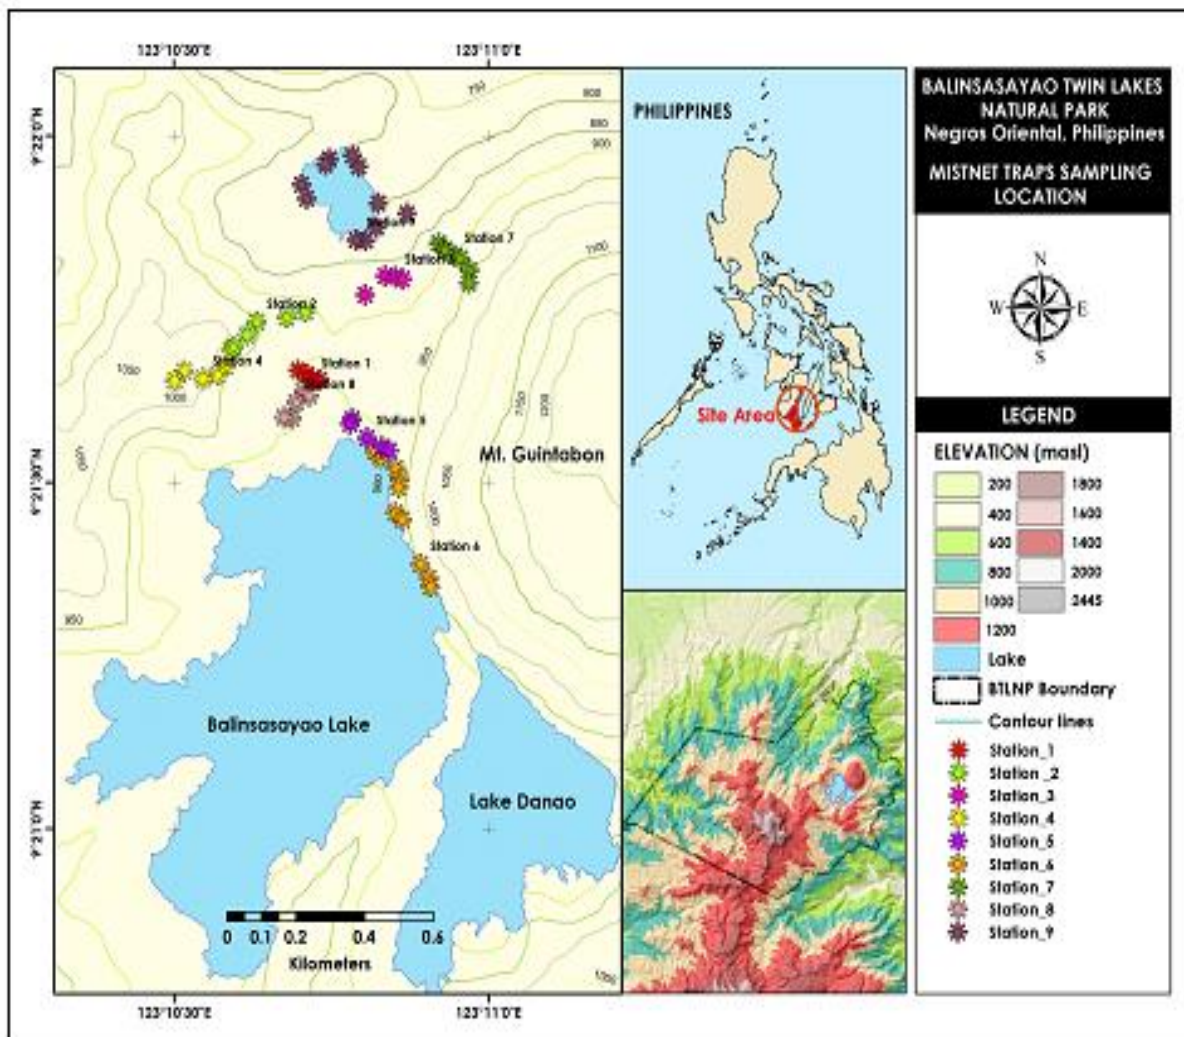 123°10'30"E
123°11'0"E
9°22'0"N
9°21'30"N
9°21'0"N
750
Station 7
Station 2
Station 4
Station 1
Station 8
Station 5
Station 6
1000
950
850
Mt. Guintabon
Balinsasayao Lake
Lake Danao
0 0.1 0.2 0.4 0.6
Kilometers
123°10'30"E
123°11'0"E
PHILIPPINES
Site Area
BALINSASAYAO TWIN LAKES
NATURAL PARK
Negros Oriental, Philippines
MISTNET TRAPS SAMPLING
LOCATION
N
W
E
S
LEGEND
ELEVATION (masl)
200 1800
400 1600
600 1400
800 2000
1000 2445
1200
Lake
BTLNP Boundary
Contour lines
Station_1
Station _2
Station_3
Station_4
Station_5
Station_6
Station_7
Station_8
Station_9